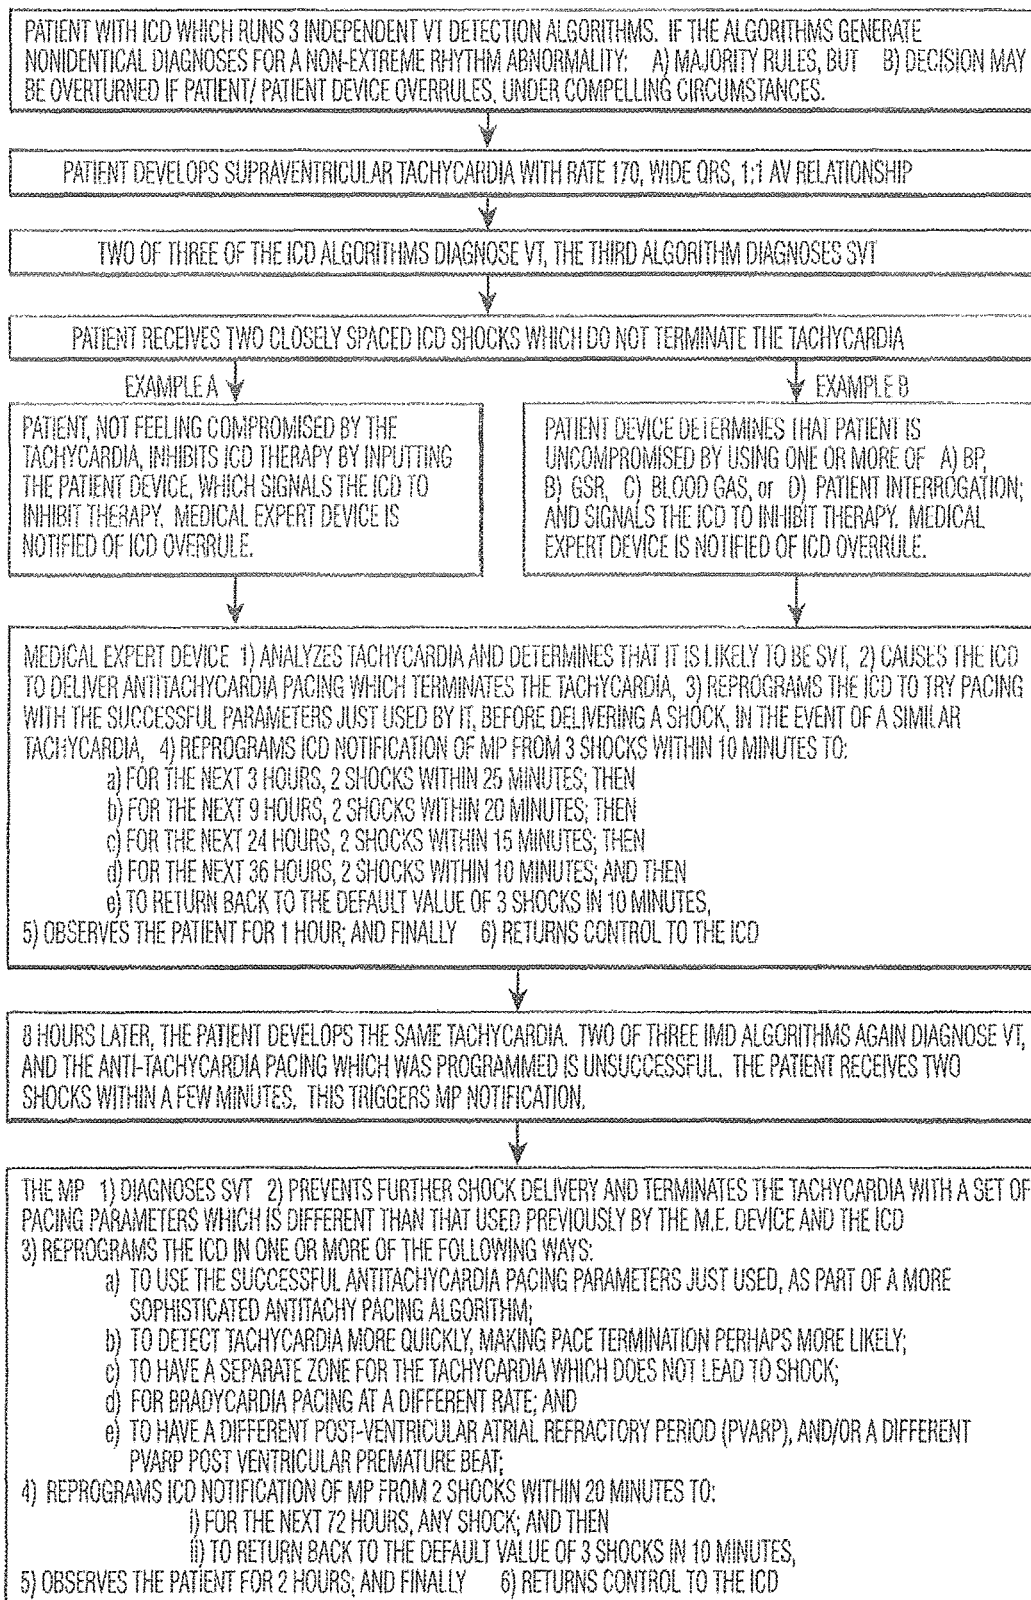 PATIENT WITH ICD WHICH RUNS 3 INDEPENDENT VT DETECTION ALGORITHMS. IF THE ALGORITHMS GENERATE
NONIDENTICAL DIAGNOSES FOR A NON-EXTREME RHYTHM ABNORMALITY: A) MAJORITY RULES, BUT B) DECISION MAY
BE OVERTURNED IF PATIENT/ PATIENT DEVICE OVERRULES, UNDER COMPELLING CIRCUMSTANCES.
PATIENT DEVELOPS SUPRAVENTRICULAR TACHYCARDIA WITH RATE 170, WIDE QRS, 1:1 AV RELATIONSHIP
TWO OF THREE OF THE ICD ALGORITHMS DIAGNOSE VT, THE THIRD ALGORITHM DIAGNOSES SVT
PATIENT RECEIVES TWO CLOSELY SPACED ICD SHOCKS WHICH DO NOT TERMINATE THE TACHYCARDIA
EXAMPLE A
PATIENT, NOT FEELING COMPROMISED BY THE
TACHYCARDIA, INHIBITS ICD THERAPY BY INPUTTING
THE PATIENT DEVICE, WHICH SIGNALS THE ICD TO
INHIBIT THERAPY. MEDICAL EXPERT DEVICE IS
NOTIFIED OF ICD OVERRULE.
EXAMPLE B
PATIENT DEVICE DETERMINES THAT PATIENT IS
UNCOMPROMISED BY USING ONE OR MORE OF A) BP,
B) GSR, C) BLOOD GAS, or D) PATIENT INTERROGATION;
AND SIGNALS THE ICD TO INHIBIT THERAPY. MEDICAL
EXPERT DEVICE IS NOTIFIED OF ICD OVERRULE.
MEDICAL EXPERT DEVICE 1) ANALYZES TACHYCARDIA AND DETERMINES THAT IT IS LIKELY TO BE SVT, 2) CAUSES THE ICD
TO DELIVER ANTITACHYCARDIA PACING WHICH TERMINATES THE TACHYCARDIA, 3) REPROGRAMS THE ICD TO TRY PACING
WITH THE SUCCESSFUL PARAMETERS JUST USED BY IT, BEFORE DELIVERING A SHOCK, IN THE EVENT OF A SIMILAR
TACHYCARDIA, 4) REPROGRAMS ICD NOTIFICATION OF MP FROM 3 SHOCKS WITHIN 10 MINUTES TO:
a) FOR THE NEXT 3 HOURS, 2 SHOCKS WITHIN 25 MINUTES; THEN
b) FOR THE NEXT 9 HOURS, 2 SHOCKS WITHIN 20 MINUTES; THEN
c) FOR THE NEXT 24 HOURS, 2 SHOCKS WITHIN 15 MINUTES; THEN
d) FOR THE NEXT 36 HOURS, 2 SHOCKS WITHIN 10 MINUTES; AND THEN
e) TO RETURN BACK TO THE DEFAULT VALUE OF 3 SHOCKS IN 10 MINUTES,
5) OBSERVES THE PATIENT FOR 1 HOUR; AND FINALLY 6) RETURNS CONTROL TO THE ICD
8 HOURS LATER, THE PATIENT DEVELOPS THE SAME TACHYCARDIA. TWO OF THREE IMD ALGORITHMS AGAIN DIAGNOSE VT,
AND THE ANTI-TACHYCARDIA PACING WHICH WAS PROGRAMMED IS UNSUCCESSFUL. THE PATIENT RECEIVES TWO
SHOCKS WITHIN A FEW MINUTES. THIS TRIGGERS MP NOTIFICATION.
THE MP 1) DIAGNOSES SVT 2) PREVENTS FURTHER SHOCK DELIVERY AND TERMINATES THE TACHYCARDIA WITH A SET OF
PACING PARAMETERS WHICH IS DIFFERENT THAN THAT USED PREVIOUSLY BY THE M.E. DEVICE AND THE ICD
3) REPROGRAMS THE ICD IN ONE OR MORE OF THE FOLLOWING WAYS:
a) TO USE THE SUCCESSFUL ANTITACHYCARDIA PACING PARAMETERS JUST USED, AS PART OF A MORE
SOPHISTICATED ANTITACHY PACING ALGORITHM;
b) TO DETECT TACHYCARDIA MORE QUICKLY, MAKING PACE TERMINATION PERHAPS MORE LIKELY;
c) TO HAVE A SEPARATE ZONE FOR THE TACHYCARDIA WHICH DOES NOT LEAD TO SHOCK;
d) FOR BRADYCARDIA PACING AT A DIFFERENT RATE; AND
e) TO HAVE A DIFFERENT POST-VENTRICULAR ATRIAL REFRACTORY PERIOD (PVARP), AND/OR A DIFFERENT
PVARP POST VENTRICULAR PREMATURE BEAT;
4) REPROGRAMS ICD NOTIFICATION OF MP FROM 2 SHOCKS WITHIN 20 MINUTES TO:
i) FOR THE NEXT 72 HOURS, ANY SHOCK; AND THEN
ii) TO RETURN BACK TO THE DEFAULT VALUE OF 3 SHOCKS IN 10 MINUTES,
5) OBSERVES THE PATIENT FOR 2 HOURS; AND FINALLY 6) RETURNS CONTROL TO THE ICD